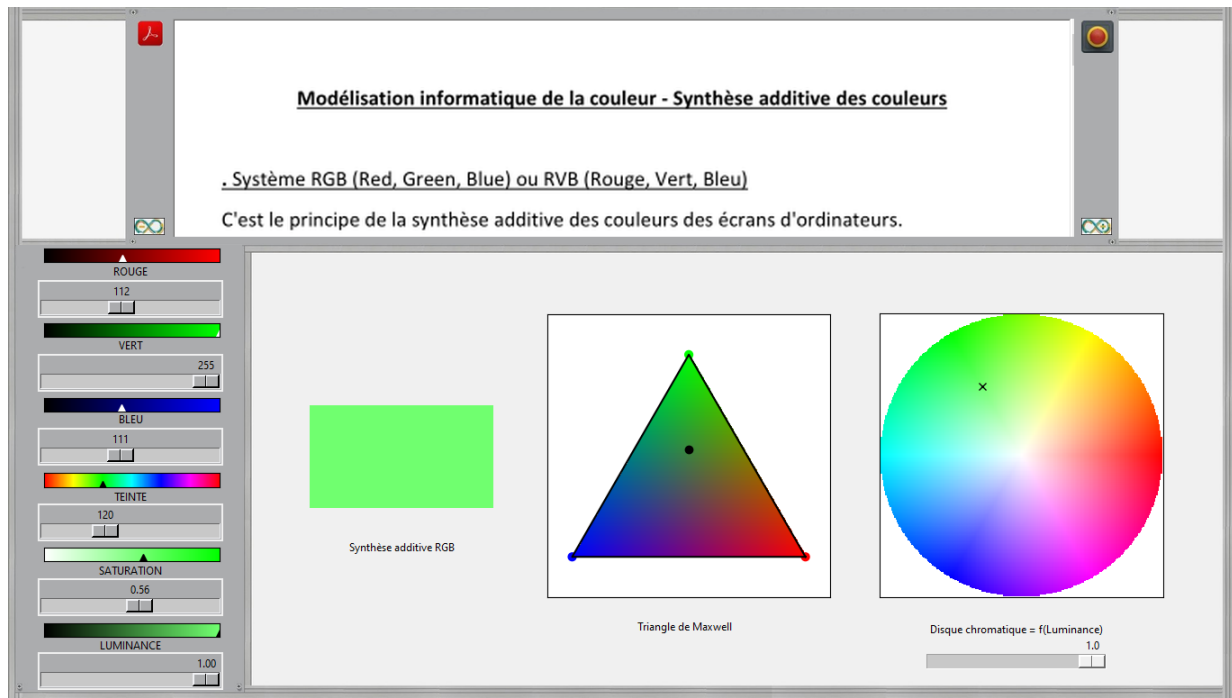 Modélisation informatique de la couleur - Synthèse additive des couleurs
. Système RGB (Red, Green, Blue) ou RVB (Rouge, Vert, Bleu)
C'est le principe de la synthèse additive des couleurs des écrans d'ordinateurs.
ROUGE
112
VERT
255
BLEU
111
TEINTE
120
SATURATION
0.56
LUMINANCE
1.00
Synthèse additive RGB
Triangle de Maxwell
Disque chromatique = f(Luminance)
1.0